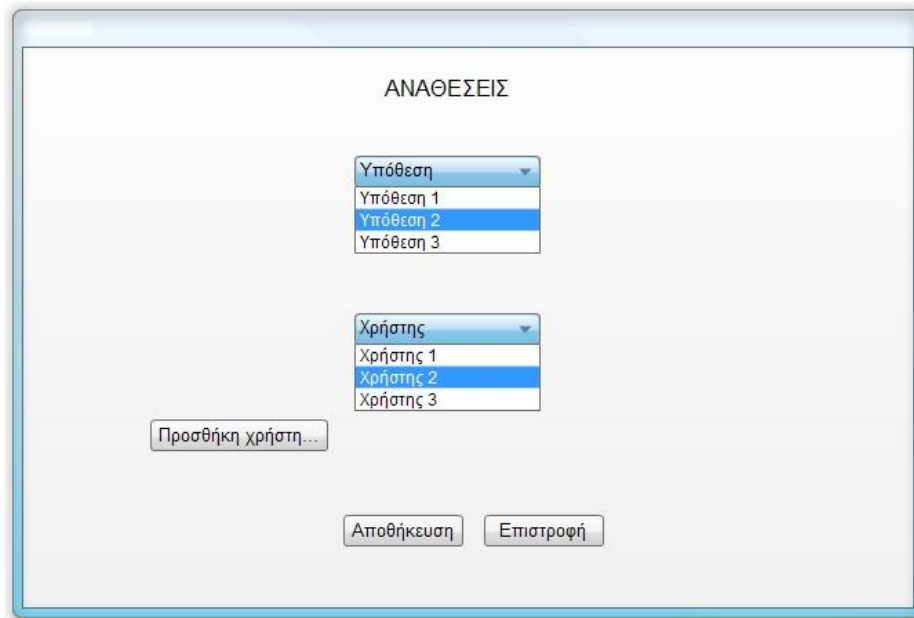 ΑΝΑΘΕΣΕΙΣ
Υπόθεση
Υπόθεση 1
Υπόθεση 2
Υπόθεση 3
Χρήστης
Χρήστης 1
Χρήστης 2
Χρήστης 3
Προσθήκη χρήστη...
Αποθήκευση Επιστροφή